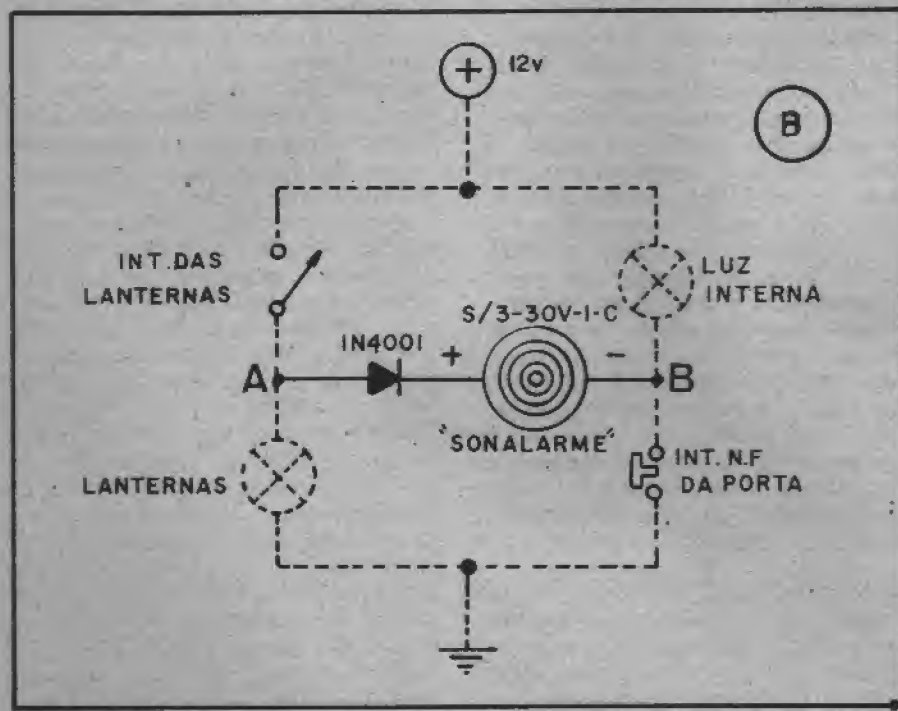 + 12v
B
INT. DAS
LANTERNAS
LUZ
INTERNA
S/3-30V-1-C
1N4001
+ -
A B
"SONALARME"
LANTERNAS
INT. N.F
DA PORTA